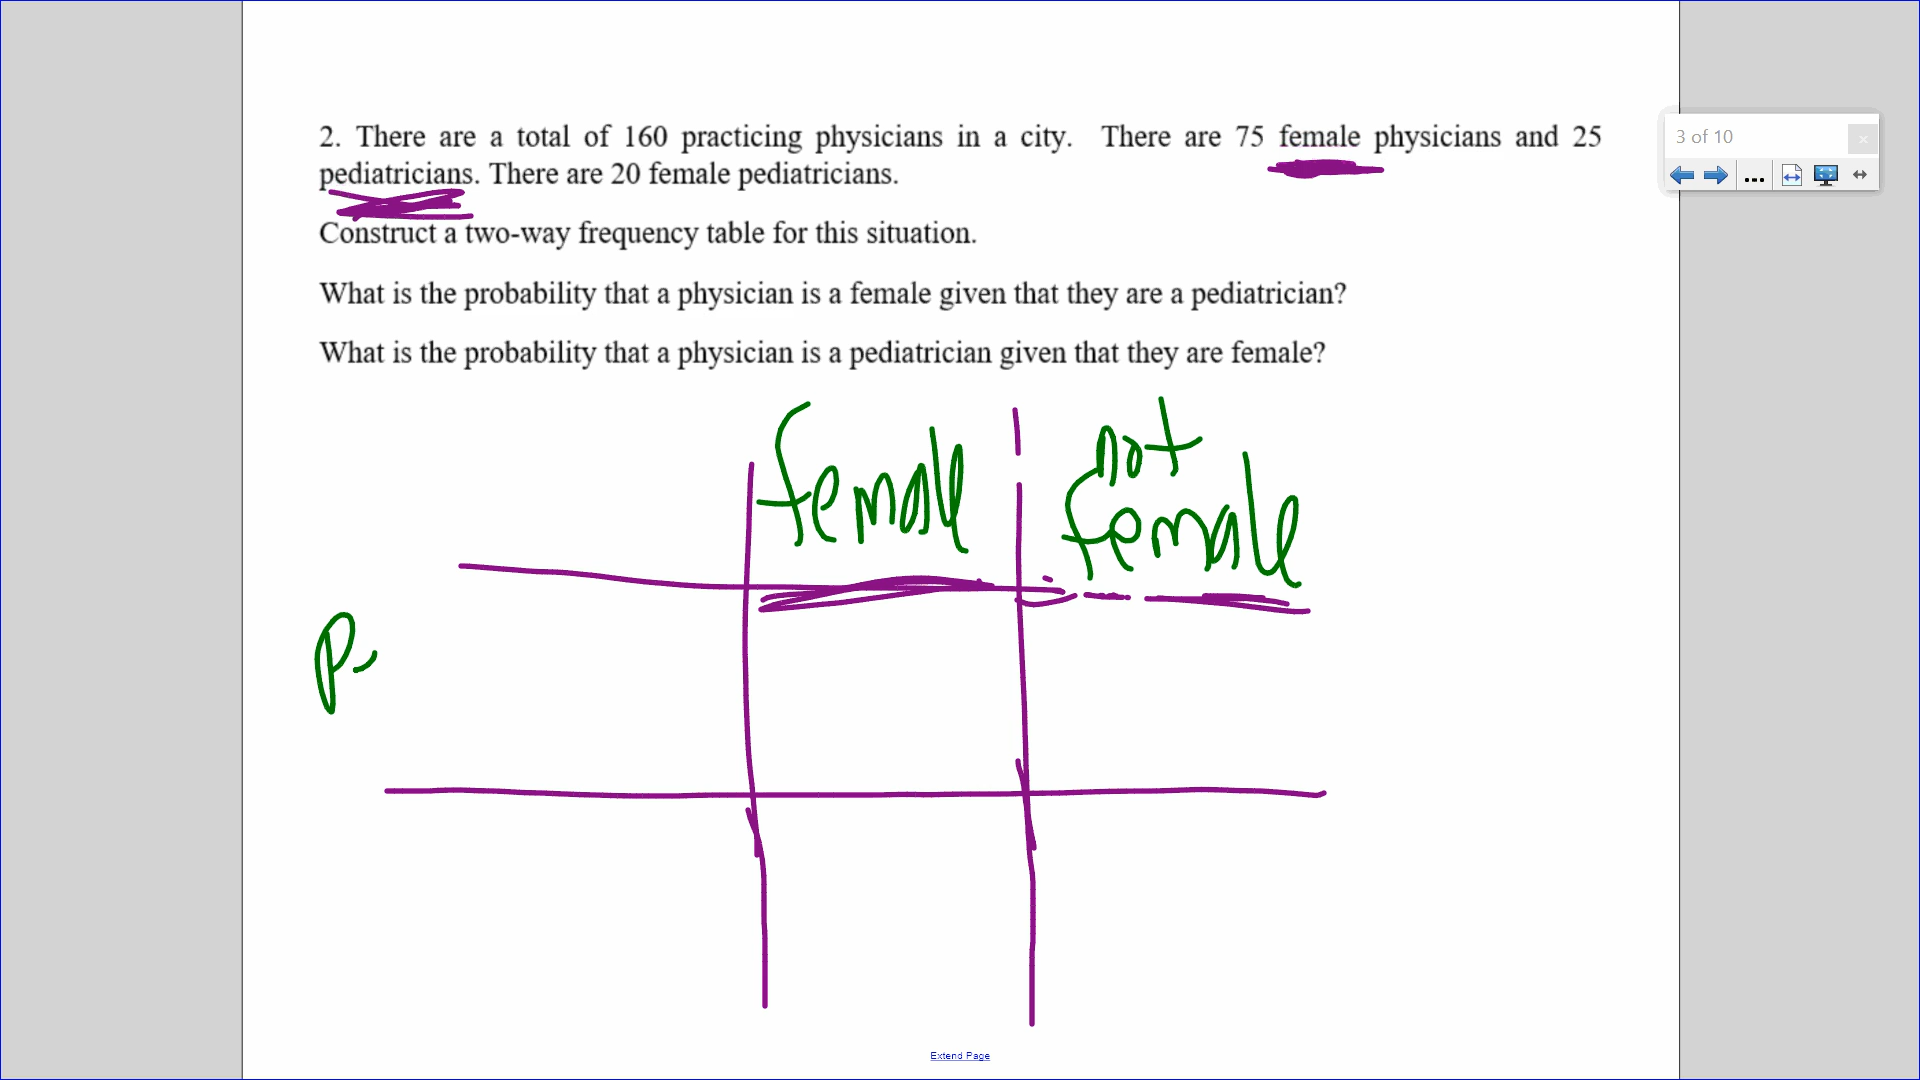 2. There are a total of 160 practicing physicians in a city. There are 75 female physicians and 25
pediatricians. There are 20 female pediatricians.
Construct a two-way frequency table for this situation.
What is the probability that a physician is a female given that they are a pediatrician?
What is the probability that a physician is a pediatrician given that they are female?
3 of 10
...
female
not
female
Extend Page